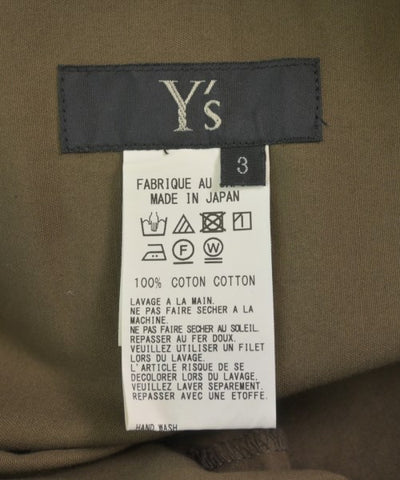 Y's
3
FABRIQUE AU
MADE IN JAPAN
F W
100% COTON COTTON
LAVAGE A LA MAIN.
NE PAS FAIRE SECHER A LA
MACHINE.
NE PAS FAIRE SECHER AU SOLEIL.
REPASSER AU FER DOUX.
VEUILLEZ UTILISER UN FILET
LORS DU LAVAGE.
L'ARTICLE RISQUE DE SE
DECOLORER LORS DU LAVAGE.
VEUILLEZ LAVER SEPAREMENT.
REPASSER AVEC UNE ETOFFE.
HAND WASH